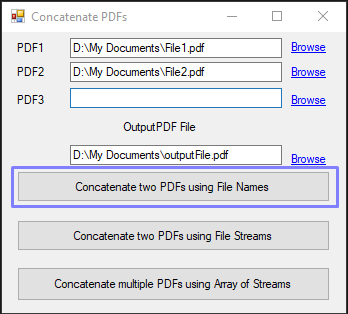 Concatenate PDFs
PDF1 D:\My Documents\File1.pdf Browse
PDF2 D:\My Documents\File2.pdf Browse
PDF3 Browse
OutputPDF File
D:\My Documents\outputFile.pdf Browse
Concatenate two PDFs using File Names
Concatenate two PDFs using File Streams
Concatenate multiple PDFs using Array of Streams